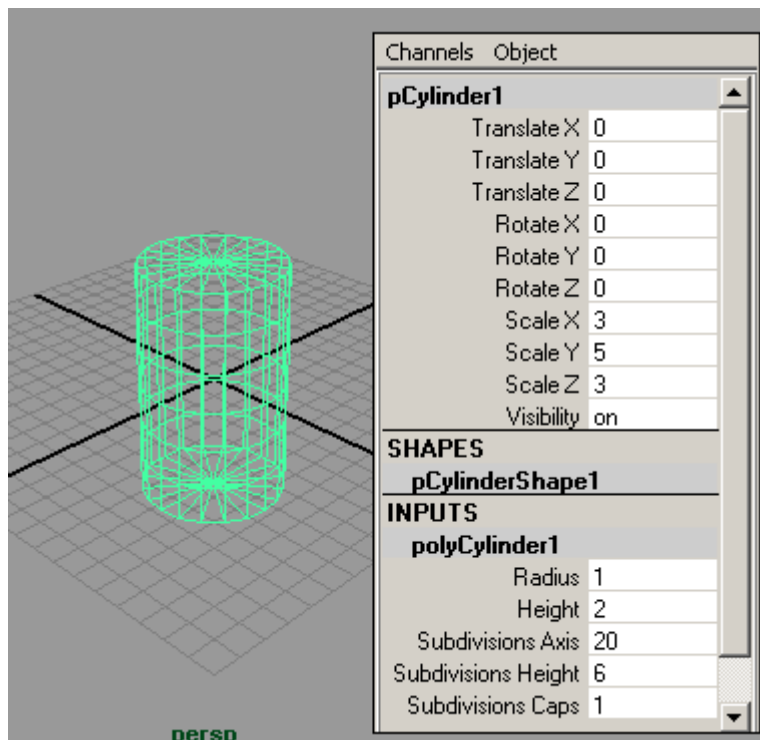 Channels Object
pCylinder1
Translate X 0
Translate Y 0
Translate Z 0
Rotate X 0
Rotate Y 0
Rotate Z 0
Scale X 3
Scale Y 5
Scale Z 3
Visibility on
SHAPES
pCylinderShape1
INPUTS
polyCylinder1
Radius 1
Height 2
Subdivisions Axis 20
Subdivisions Height 6
Subdivisions Caps 1
persp